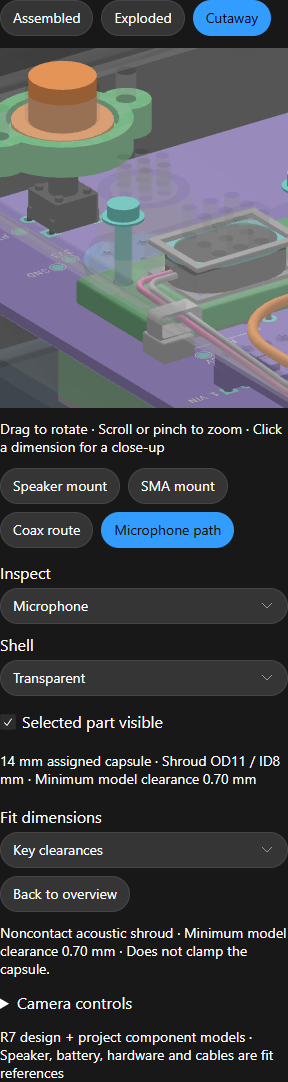 Assembled
Exploded
Cutaway
GND
VIN
Drag to rotate · Scroll or pinch to zoom · Click
a dimension for a close-up
Speaker mount
SMA mount
Coax route
Microphone path
Inspect
Microphone
Shell
Transparent
Selected part visible
14 mm assigned capsule · Shroud OD11 / ID8
mm · Minimum model clearance 0.70 mm
Fit dimensions
Key clearances
Back to overview
Noncontact acoustic shroud · Minimum model
clearance 0.70 mm · Does not clamp the
capsule.
Camera controls
R7 design + project component models ·
Speaker, battery, hardware and cables are fit
references